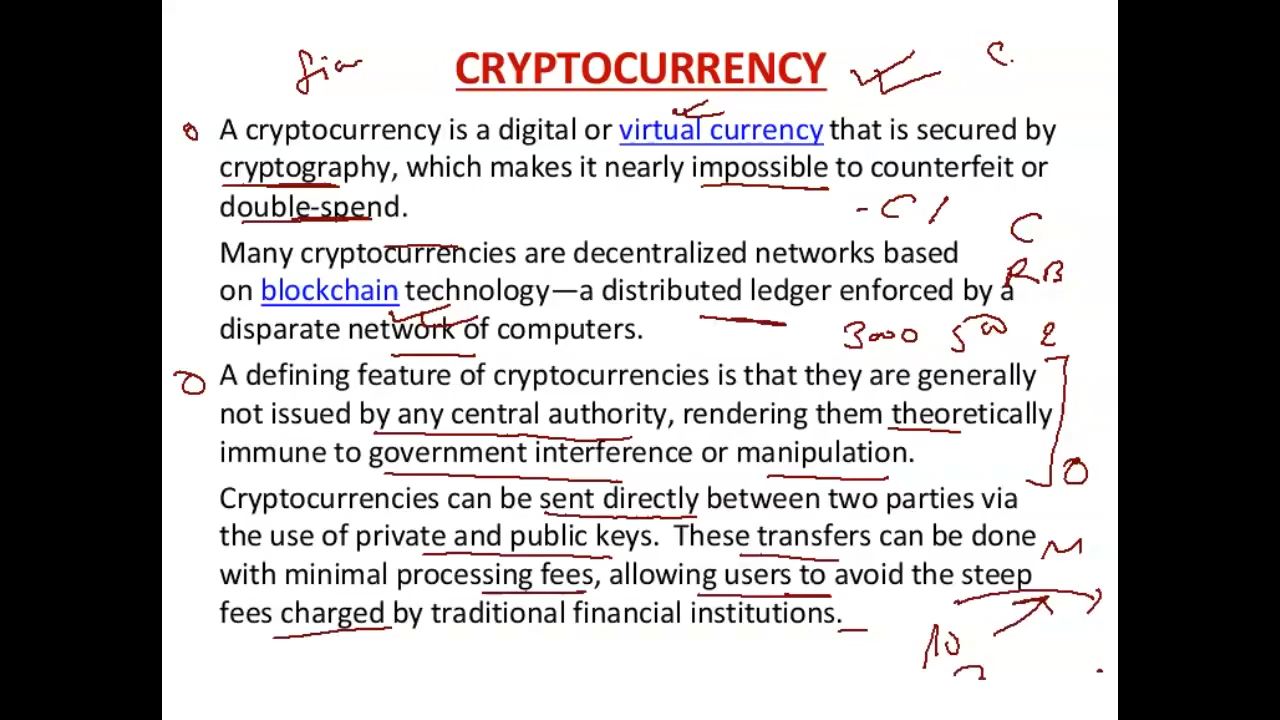 CRYPTOCURRENCY
A cryptocurrency is a digital or virtual currency that is secured by
cryptography, which makes it nearly impossible to counterfeit or
double-spend.
Many cryptocurrencies are decentralized networks based
on blockchain technology—a distributed ledger enforced by a
disparate network of computers.
3000 500 2
A defining feature of cryptocurrencies is that they are generally
not issued by any central authority, rendering them theoretically
immune to government interference or manipulation.
Cryptocurrencies can be sent directly between two parties via
the use of private and public keys.  These transfers can be done
with minimal processing fees, allowing users to avoid the steep
fees charged by traditional financial institutions.